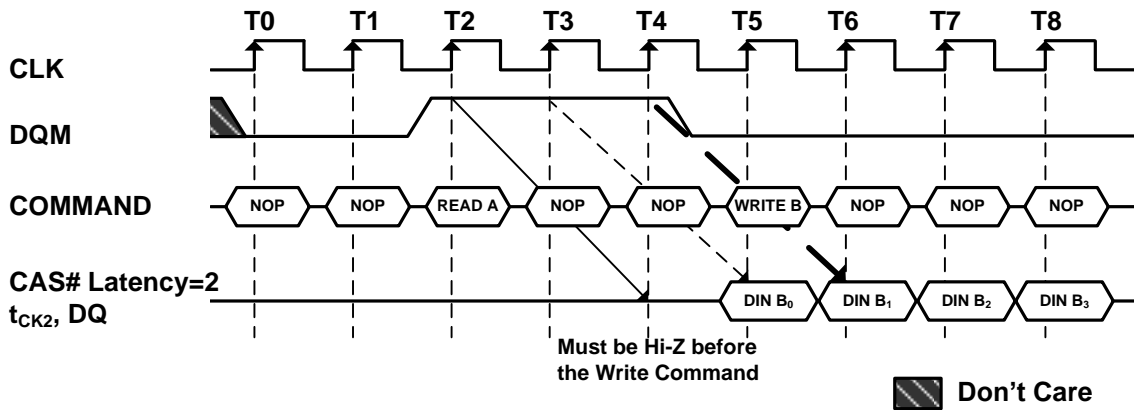 T0 T1 T2 T3 T4 T5 T6 T7 T8
CLK
DQM
COMMAND NOP NOP READ A NOP NOP WRITE B NOP NOP NOP
CAS# Latency=2
tCK2, DQ DIN B0 DIN B1 DIN B2 DIN B3
Must be Hi-Z before
the Write Command
Don't Care